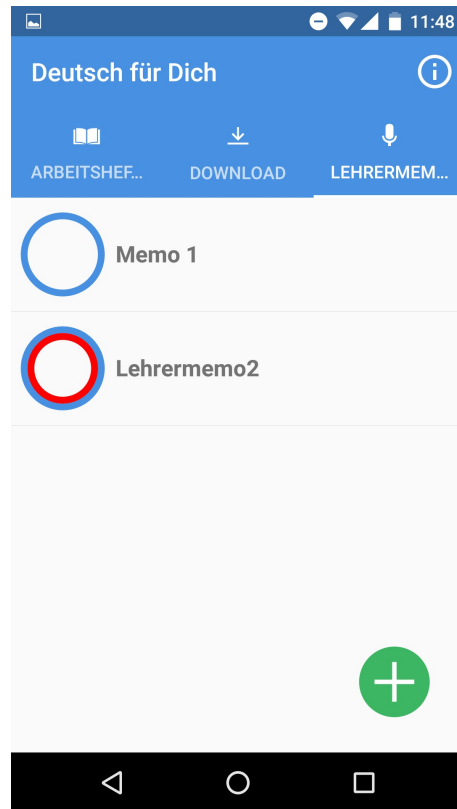 11:48
Deutsch für Dich
ARBEITSHEF...
DOWNLOAD
LEHRERMEM...
Memo 1
Lehrermemo2